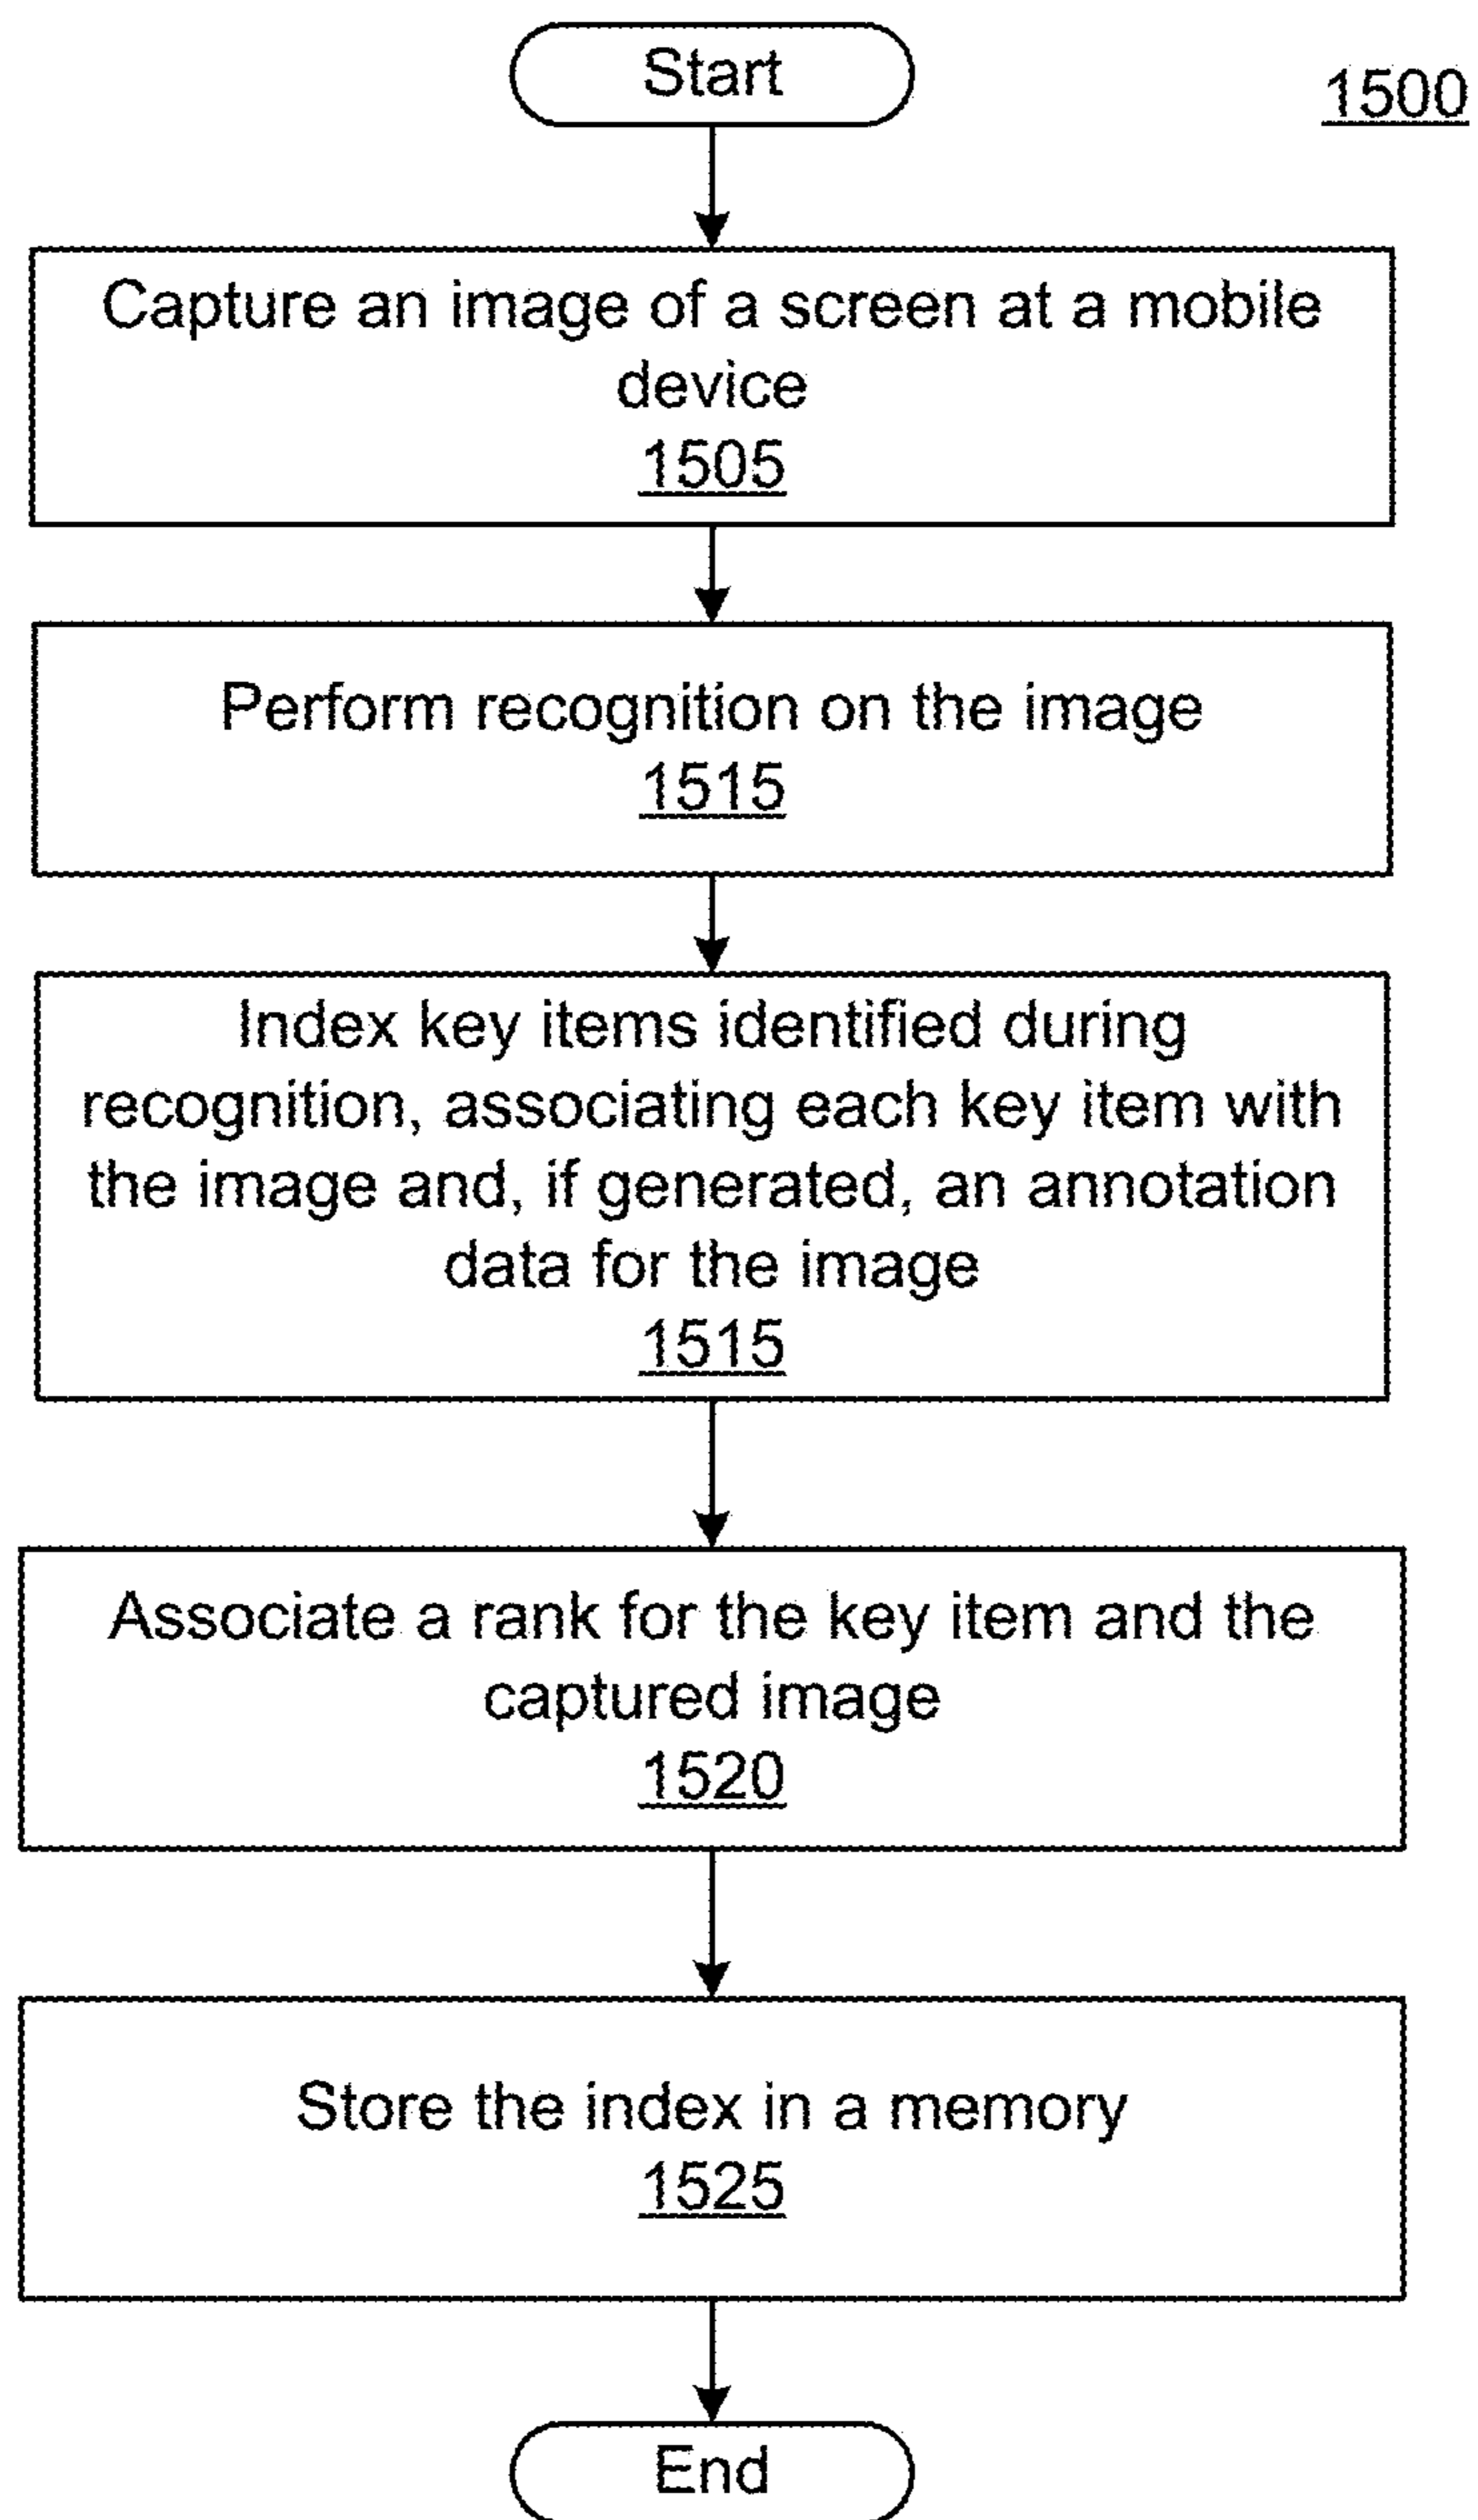 Start
1500
Capture an image of a screen at a mobile
device
1505
Perform recognition on the image
1515
Index key items identified during
recognition, associating each key item with
the image and, if generated, an annotation
data for the image
1515
Associate a rank for the key item and the
captured image
1520
Store the index in a memory
1525
End